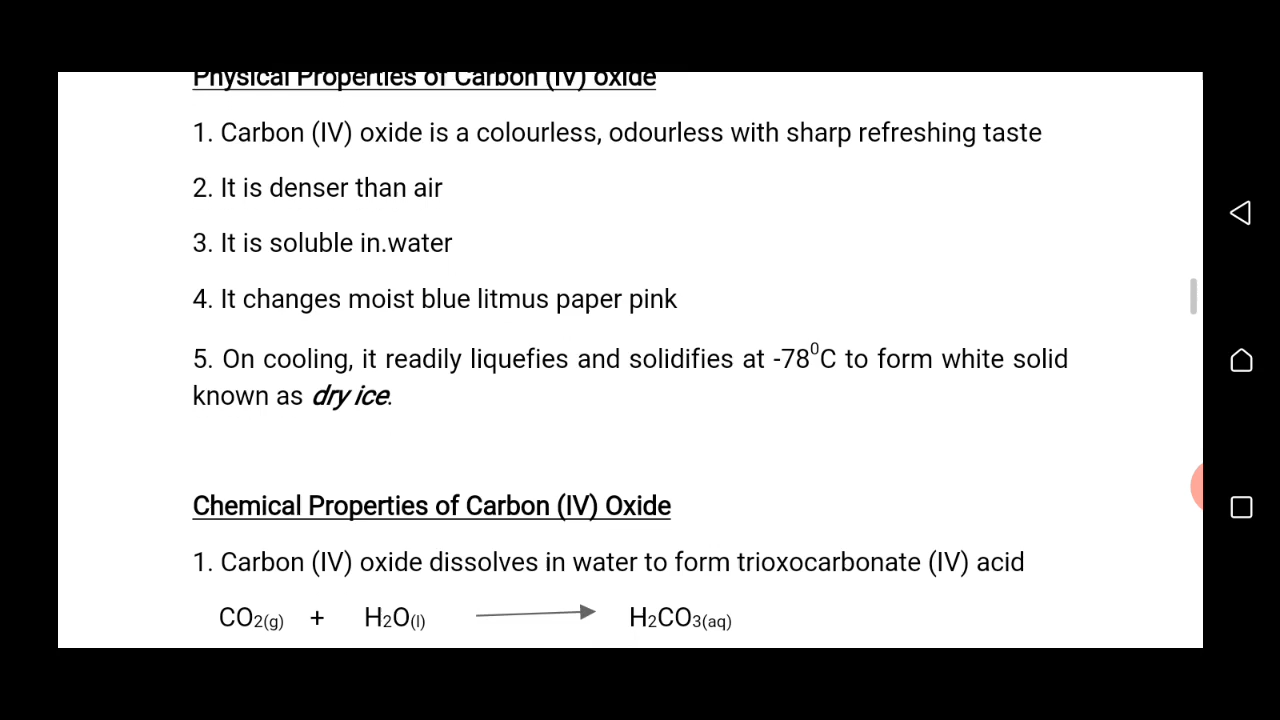 Physical Properties of Carbon (IV) oxide
1. Carbon (IV) oxide is a colourless, odourless with sharp refreshing taste
2. It is denser than air
3. It is soluble in.water
4. It changes moist blue litmus paper pink
5. On cooling, it readily liquefies and solidifies at -78⁰C to form white solid
known as dry ice.
Chemical Properties of Carbon (IV) Oxide
1. Carbon (IV) oxide dissolves in water to form trioxocarbonate (IV) acid
CO2(g) + H2O(l) → H2CO3(aq)